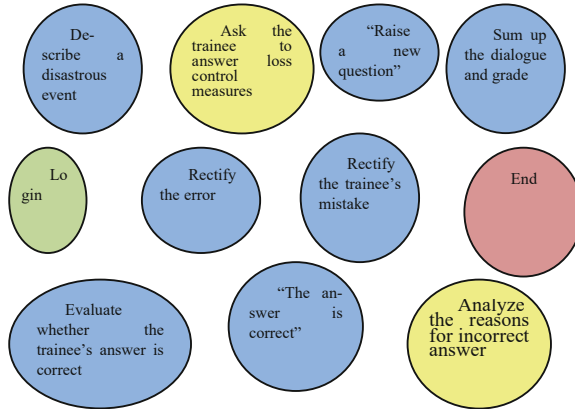 De-
scribe a
disastrous
event
Ask the
trainee to
answer loss
control
measures
“Raise
a new
question”
Sum up
the dialogue
and grade
Lo
gin
Rectify
the error
Rectify
the trainee’s
mistake
End
Evaluate
whether the
trainee’s answer is
correct
“The an-
swer is
correct”
Analyze
the reasons
for incorrect
answer